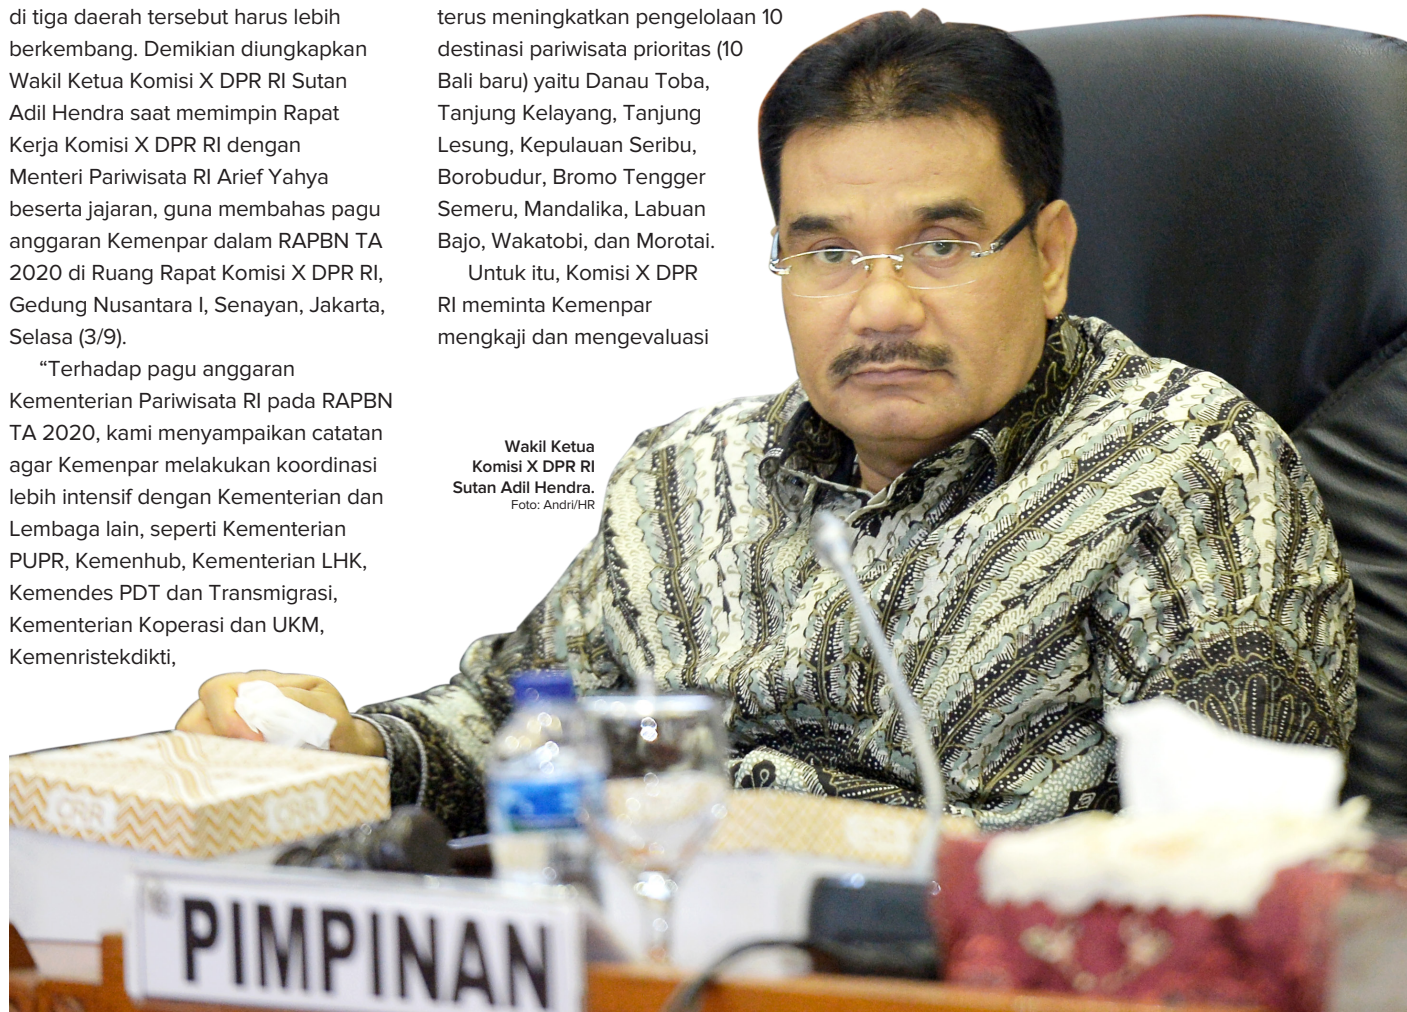 di tiga daerah tersebut harus lebih
berkembang. Demikian diungkapkan
Wakil Ketua Komisi X DPR RI Sutan
Adil Hendra saat memimpin Rapat
Kerja Komisi X DPR RI dengan
Menteri Pariwisata RI Arief Yahya
beserta jajaran, guna membahas pagu
anggaran Kemenpar dalam RAPBN TA
2020 di Ruang Rapat Komisi X DPR RI,
Gedung Nusantara I, Senayan, Jakarta,
Selasa (3/9).
“Terhadap pagu anggaran
Kementerian Pariwisata RI pada RAPBN
TA 2020, kami menyampaikan catatan
agar Kemenpar melakukan koordinasi
lebih intensif dengan Kementerian dan
Lembaga lain, seperti Kementerian
PUPR, Kemenhub, Kementerian LHK,
Kemendes PDT dan Transmigrasi,
Kementerian Koperasi dan UKM,
Kemenristekdikti,
terus meningkatkan pengelolaan 10
destinasi pariwisata prioritas (10
Bali baru) yaitu Danau Toba,
Tanjung Kelayang, Tanjung
Lesung, Kepulauan Seribu,
Borobudur, Bromo Tengger
Semeru, Mandalika, Labuan
Bajo, Wakatobi, dan Morotai.
Untuk itu, Komisi X DPR
RI meminta Kemenpar
mengkaji dan mengevaluasi
Wakil Ketua
Komisi X DPR RI
Sutan Adil Hendra.
Foto: Andri/HR
PIMPINAN